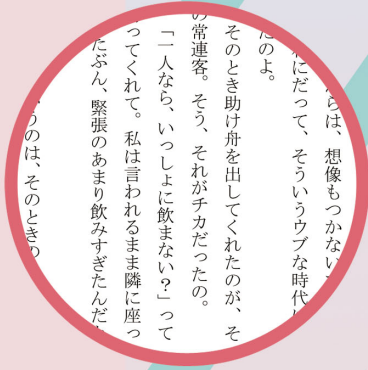 らは、想像もつかない
にだって、そういうウブな時代
のよ。
そのとき助け舟を出してくれたのが、そ
の常連客。そう、それがチカだったの。
「一人なら、いっしょに飲まない?」って
ってくれて。私は言われるまま隣に座っ
たぶん、緊張のあまり飲みすぎたんだ
うのは、そのときの